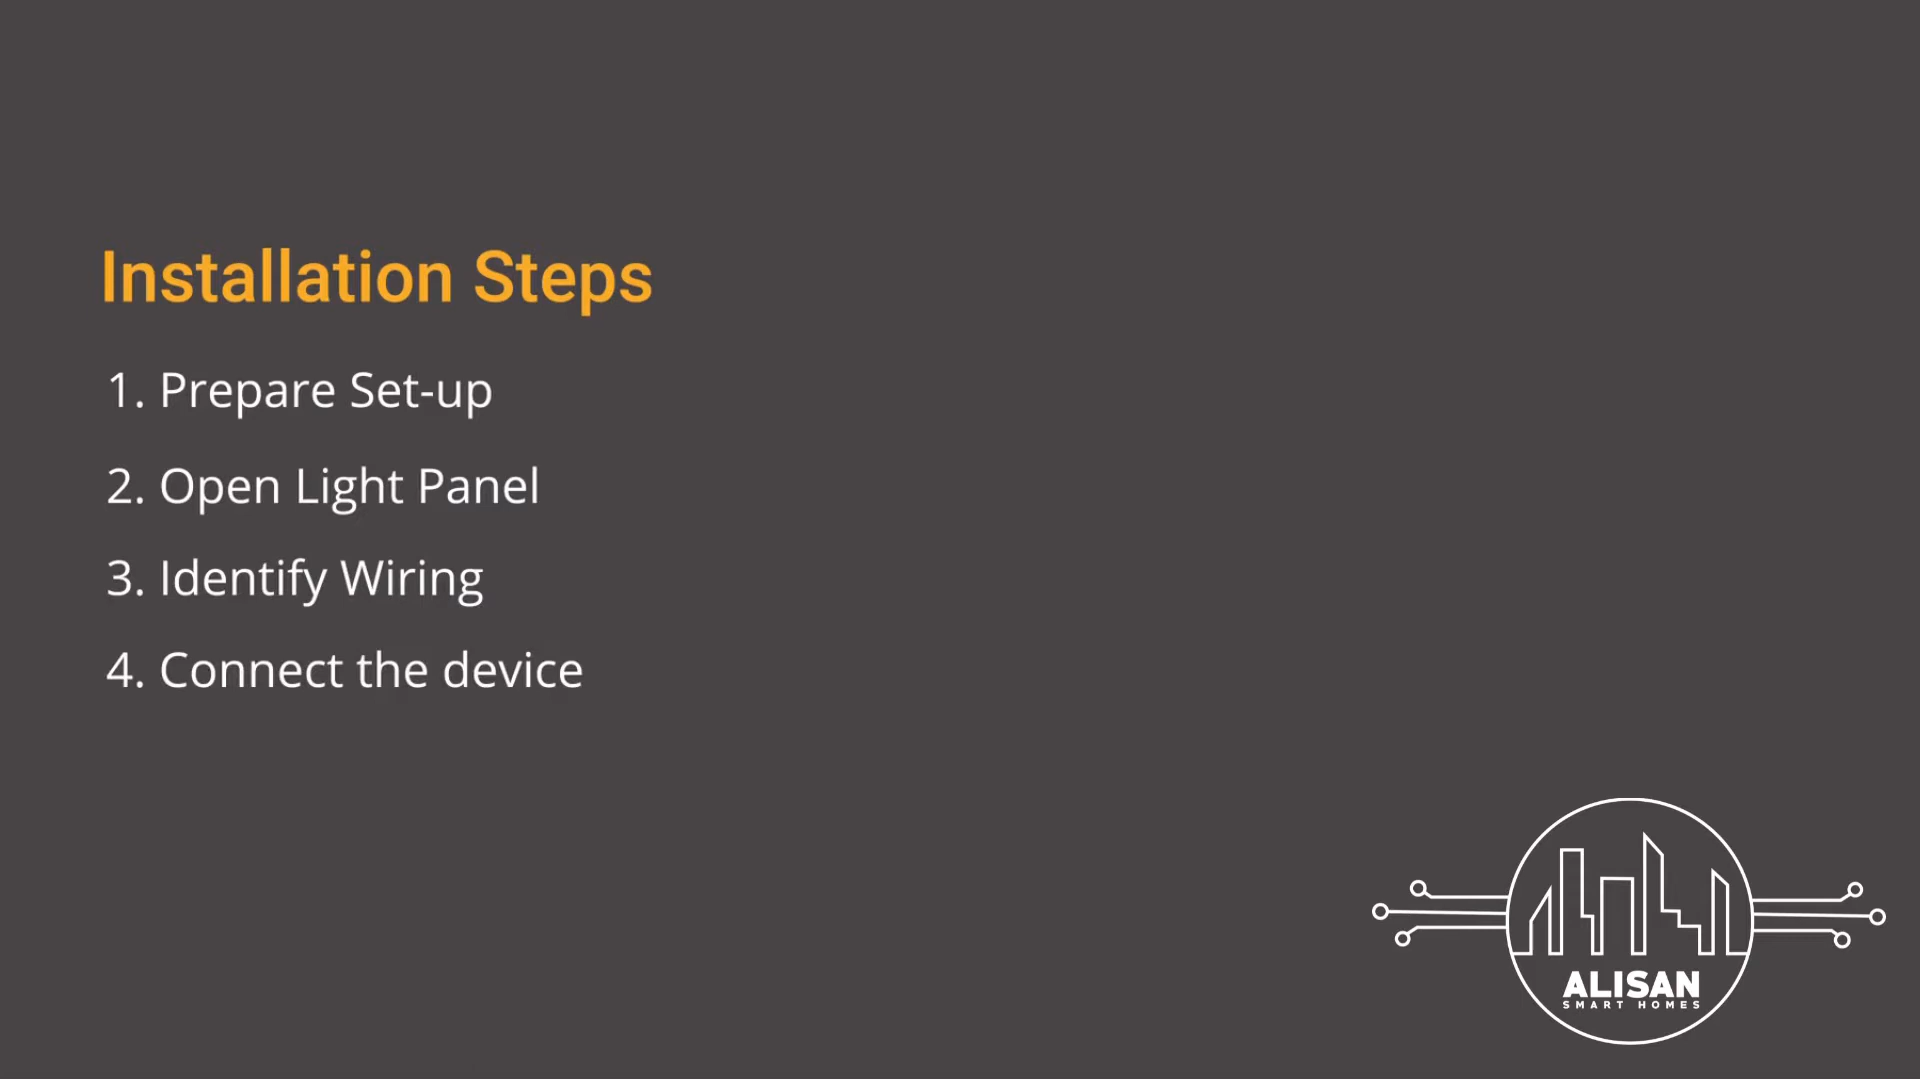 Installation Steps
1. Prepare Set-up
2. Open Light Panel
3. Identify Wiring
4. Connect the device
ALISAN
SMART HOMES